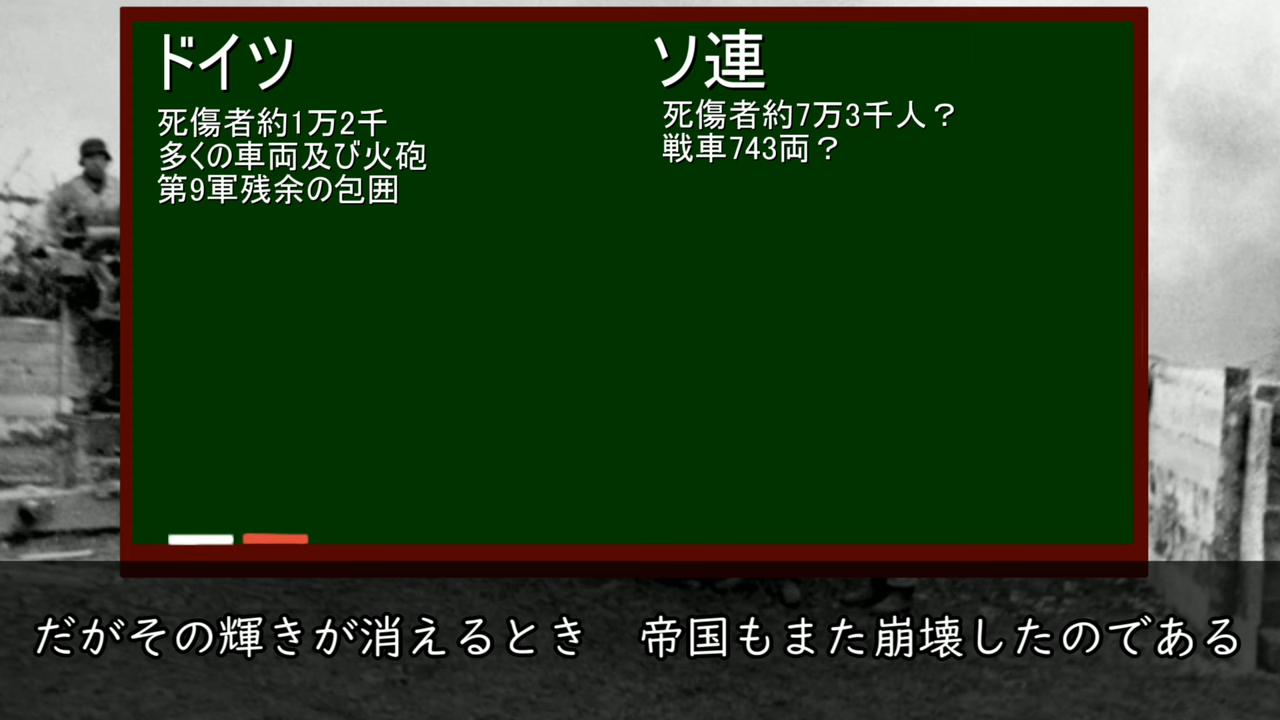 ドイツ
死傷者約1万2千
多くの車両及び火砲
第9軍残余の包囲
ソ連
死傷者約7万3千人？
戦車743両？
だがその輝きが消えるとき　帝国もまた崩壊したのである